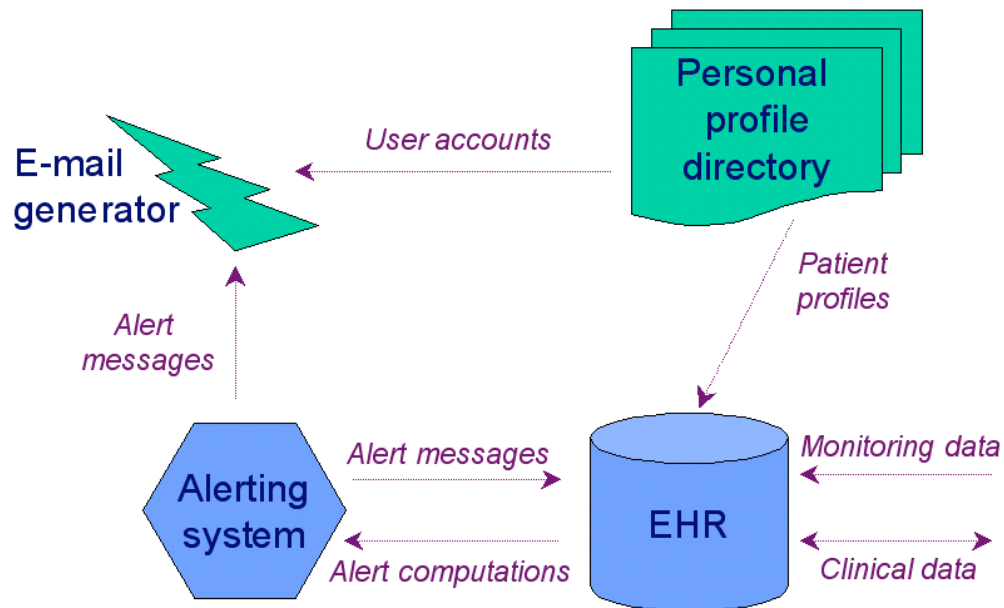 Personal
profile
directory
User accounts
E-mail
generator
Patient
profiles
Alert
messages
Alert messages
Monitoring data
Alerting
system
EHR
Alert computations
Clinical data